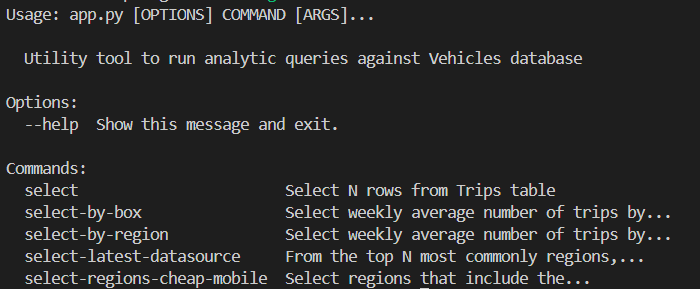 Usage: app.py [OPTIONS] COMMAND [ARGS]...
Utility tool to run analytic queries against Vehicles database
Options:
--help  Show this message and exit.
Commands:
select                      Select N rows from Trips table
select-by-box               Select weekly average number of trips by...
select-by-region            Select weekly average number of trips by...
select-latest-datasource    From the top N most commonly regions,...
select-regions-cheap-mobile  Select regions that include the...